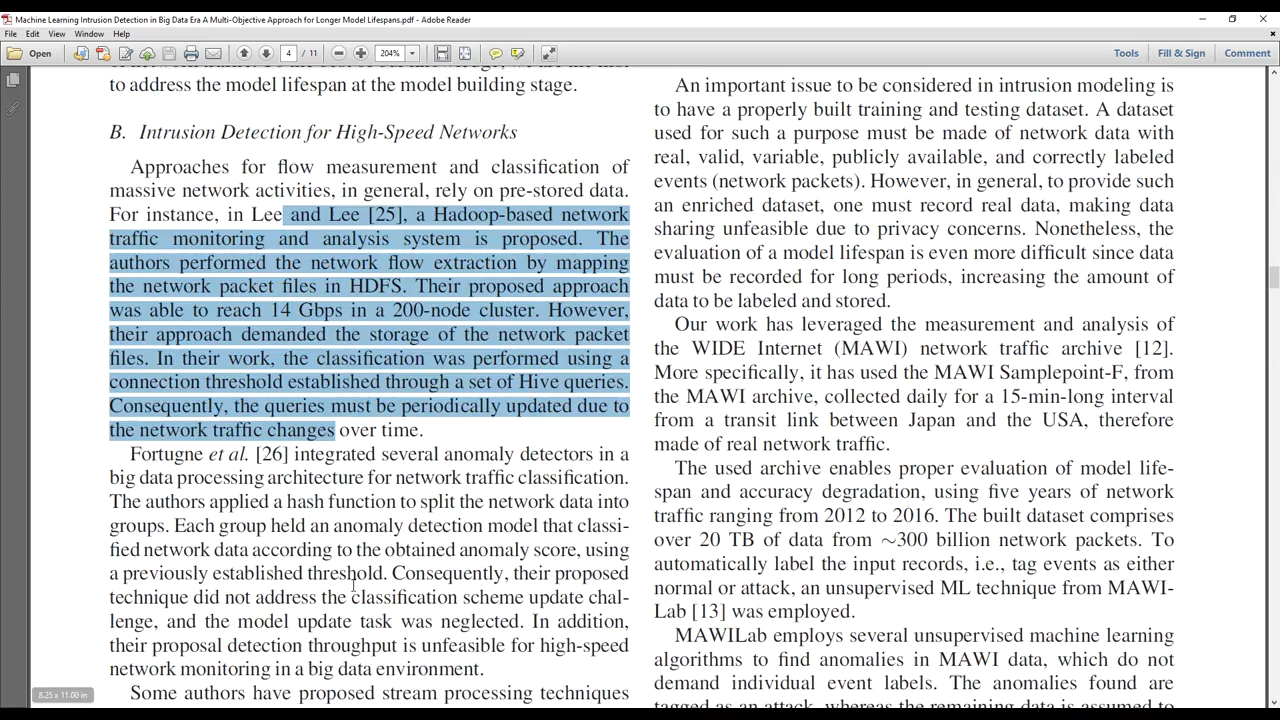 Machine Learning Intrusion Detection in Big Data Era A Multi-Objective Approach for Longer Model Lifespans.pdf - Adobe Reader
File Edit View Window Help
Open 4 / 11 204% Tools Fill & Sign Comment
to address the model lifespan at the model building stage.
B. Intrusion Detection for High-Speed Networks
Approaches for flow measurement and classification of
massive network activities, in general, rely on pre-stored data.
For instance, in Lee and Lee [25], a Hadoop-based network
traffic monitoring and analysis system is proposed. The
authors performed the network flow extraction by mapping
the network packet files in HDFS. Their proposed approach
was able to reach 14 Gbps in a 200-node cluster. However,
their approach demanded the storage of the network packet
files. In their work, the classification was performed using a
connection threshold established through a set of Hive queries.
Consequently, the queries must be periodically updated due to
the network traffic changes over time.
Fortugne et al. [26] integrated several anomaly detectors in a
big data processing architecture for network traffic classification.
The authors applied a hash function to split the network data into
groups. Each group held an anomaly detection model that classi-
fied network data according to the obtained anomaly score, using
a previously established threshold. Consequently, their proposed
technique did not address the classification scheme update chal-
lenge, and the model update task was neglected. In addition,
their proposal detection throughput is unfeasible for high-speed
network monitoring in a big data environment.
Some authors have proposed stream processing techniques
8.25 x 11.00 in
An important issue to be considered in intrusion modeling is
to have a properly built training and testing dataset. A dataset
used for such a purpose must be made of network data with
real, valid, variable, publicly available, and correctly labeled
events (network packets). However, in general, to provide such
an enriched dataset, one must record real data, making data
sharing unfeasible due to privacy concerns. Nonetheless, the
evaluation of a model lifespan is even more difficult since data
must be recorded for long periods, increasing the amount of
data to be labeled and stored.
Our work has leveraged the measurement and analysis of
the WIDE Internet (MAWI) network traffic archive [12].
More specifically, it has used the MAWI Samplepoint-F, from
the MAWI archive, collected daily for a 15-min-long interval
from a transit link between Japan and the USA, therefore
made of real network traffic.
The used archive enables proper evaluation of model life-
span and accuracy degradation, using five years of network
traffic ranging from 2012 to 2016. The built dataset comprises
over 20 TB of data from ∼300 billion network packets. To
automatically label the input records, i.e., tag events as either
normal or attack, an unsupervised ML technique from MAWI-
Lab [13] was employed.
MAWILab employs several unsupervised machine learning
algorithms to find anomalies in MAWI data, which do not
demand individual event labels. The anomalies found are
tagged as an attack, whereas the remaining data is assumed to